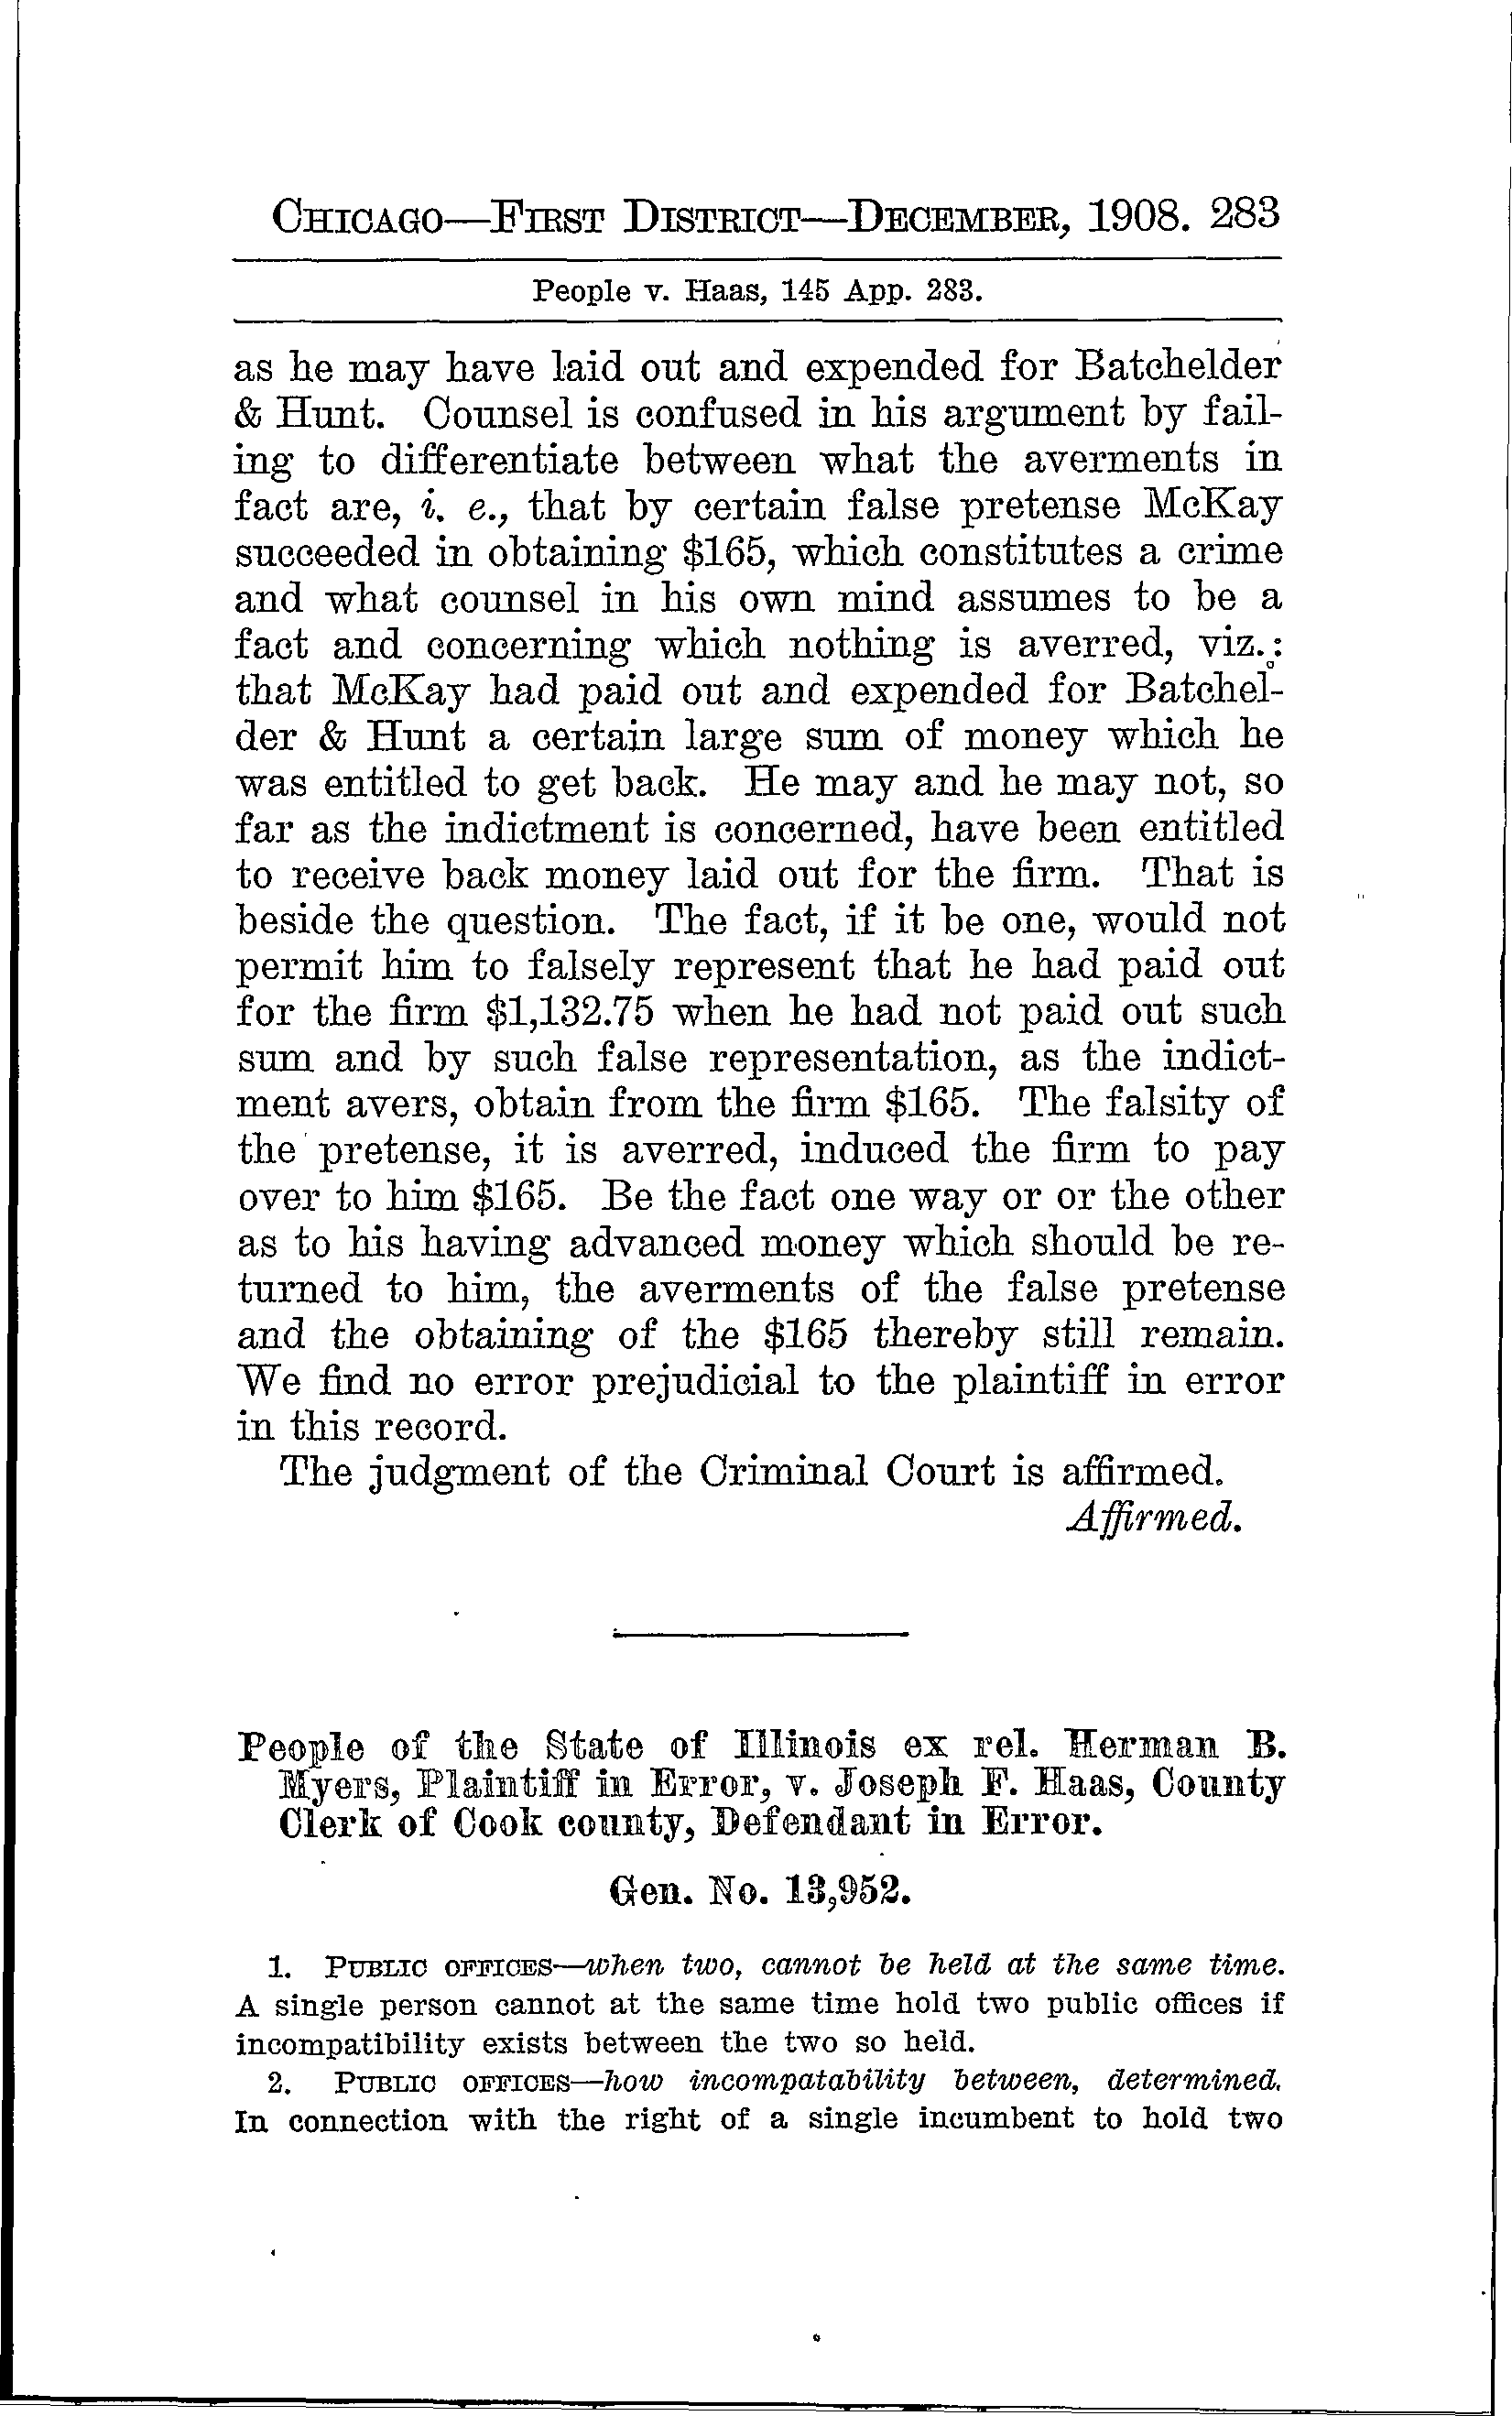 CHICAGO—FIRST DISTRICT—DECEMBER, 1908. 283
People v. Haas, 145 App. 283.
as he may have laid out and expended for Batchelder
& Hunt. Counsel is confused in his argument by fail-
ing to differentiate between what the averments in
fact are, i. e., that by certain false pretense McKay
succeeded in obtaining $165, which constitutes a crime
and what counsel in his own mind assumes to be a
fact and concerning which nothing is averred, viz.:
that McKay had paid out and expended for Batchel-
der & Hunt a certain large sum of money which he
was entitled to get back. He may and he may not, so
far as the indictment is concerned, have been entitled
to receive back money laid out for the firm. That is
beside the question. The fact, if it be one, would not
permit him to falsely represent that he had paid out
for the firm $1,132.75 when he had not paid out such
sum and by such false representation, as the indict-
ment avers, obtain from the firm $165. The falsity of
the pretense, it is averred, induced the firm to pay
over to him $165. Be the fact one way or or the other
as to his having advanced money which should be re-
turned to him, the averments of the false pretense
and the obtaining of the $165 thereby still remain.
We find no error prejudicial to the plaintiff in error
in this record.
The judgment of the Criminal Court is affirmed.
Affirmed.
People of the State of Illinois ex rel. Herman B.
Myers, Plaintiff in Error, v. Joseph F. Haas, County
Clerk of Cook county, Defendant in Error.
Gen. No. 13,952.
1. PUBLIC OFFICES—when two, cannot be held at the same time.
A single person cannot at the same time hold two public offices if
incompatibility exists between the two so held.
2. PUBLIC OFFICES—how incompatability between, determined.
In connection with the right of a single incumbent to hold two